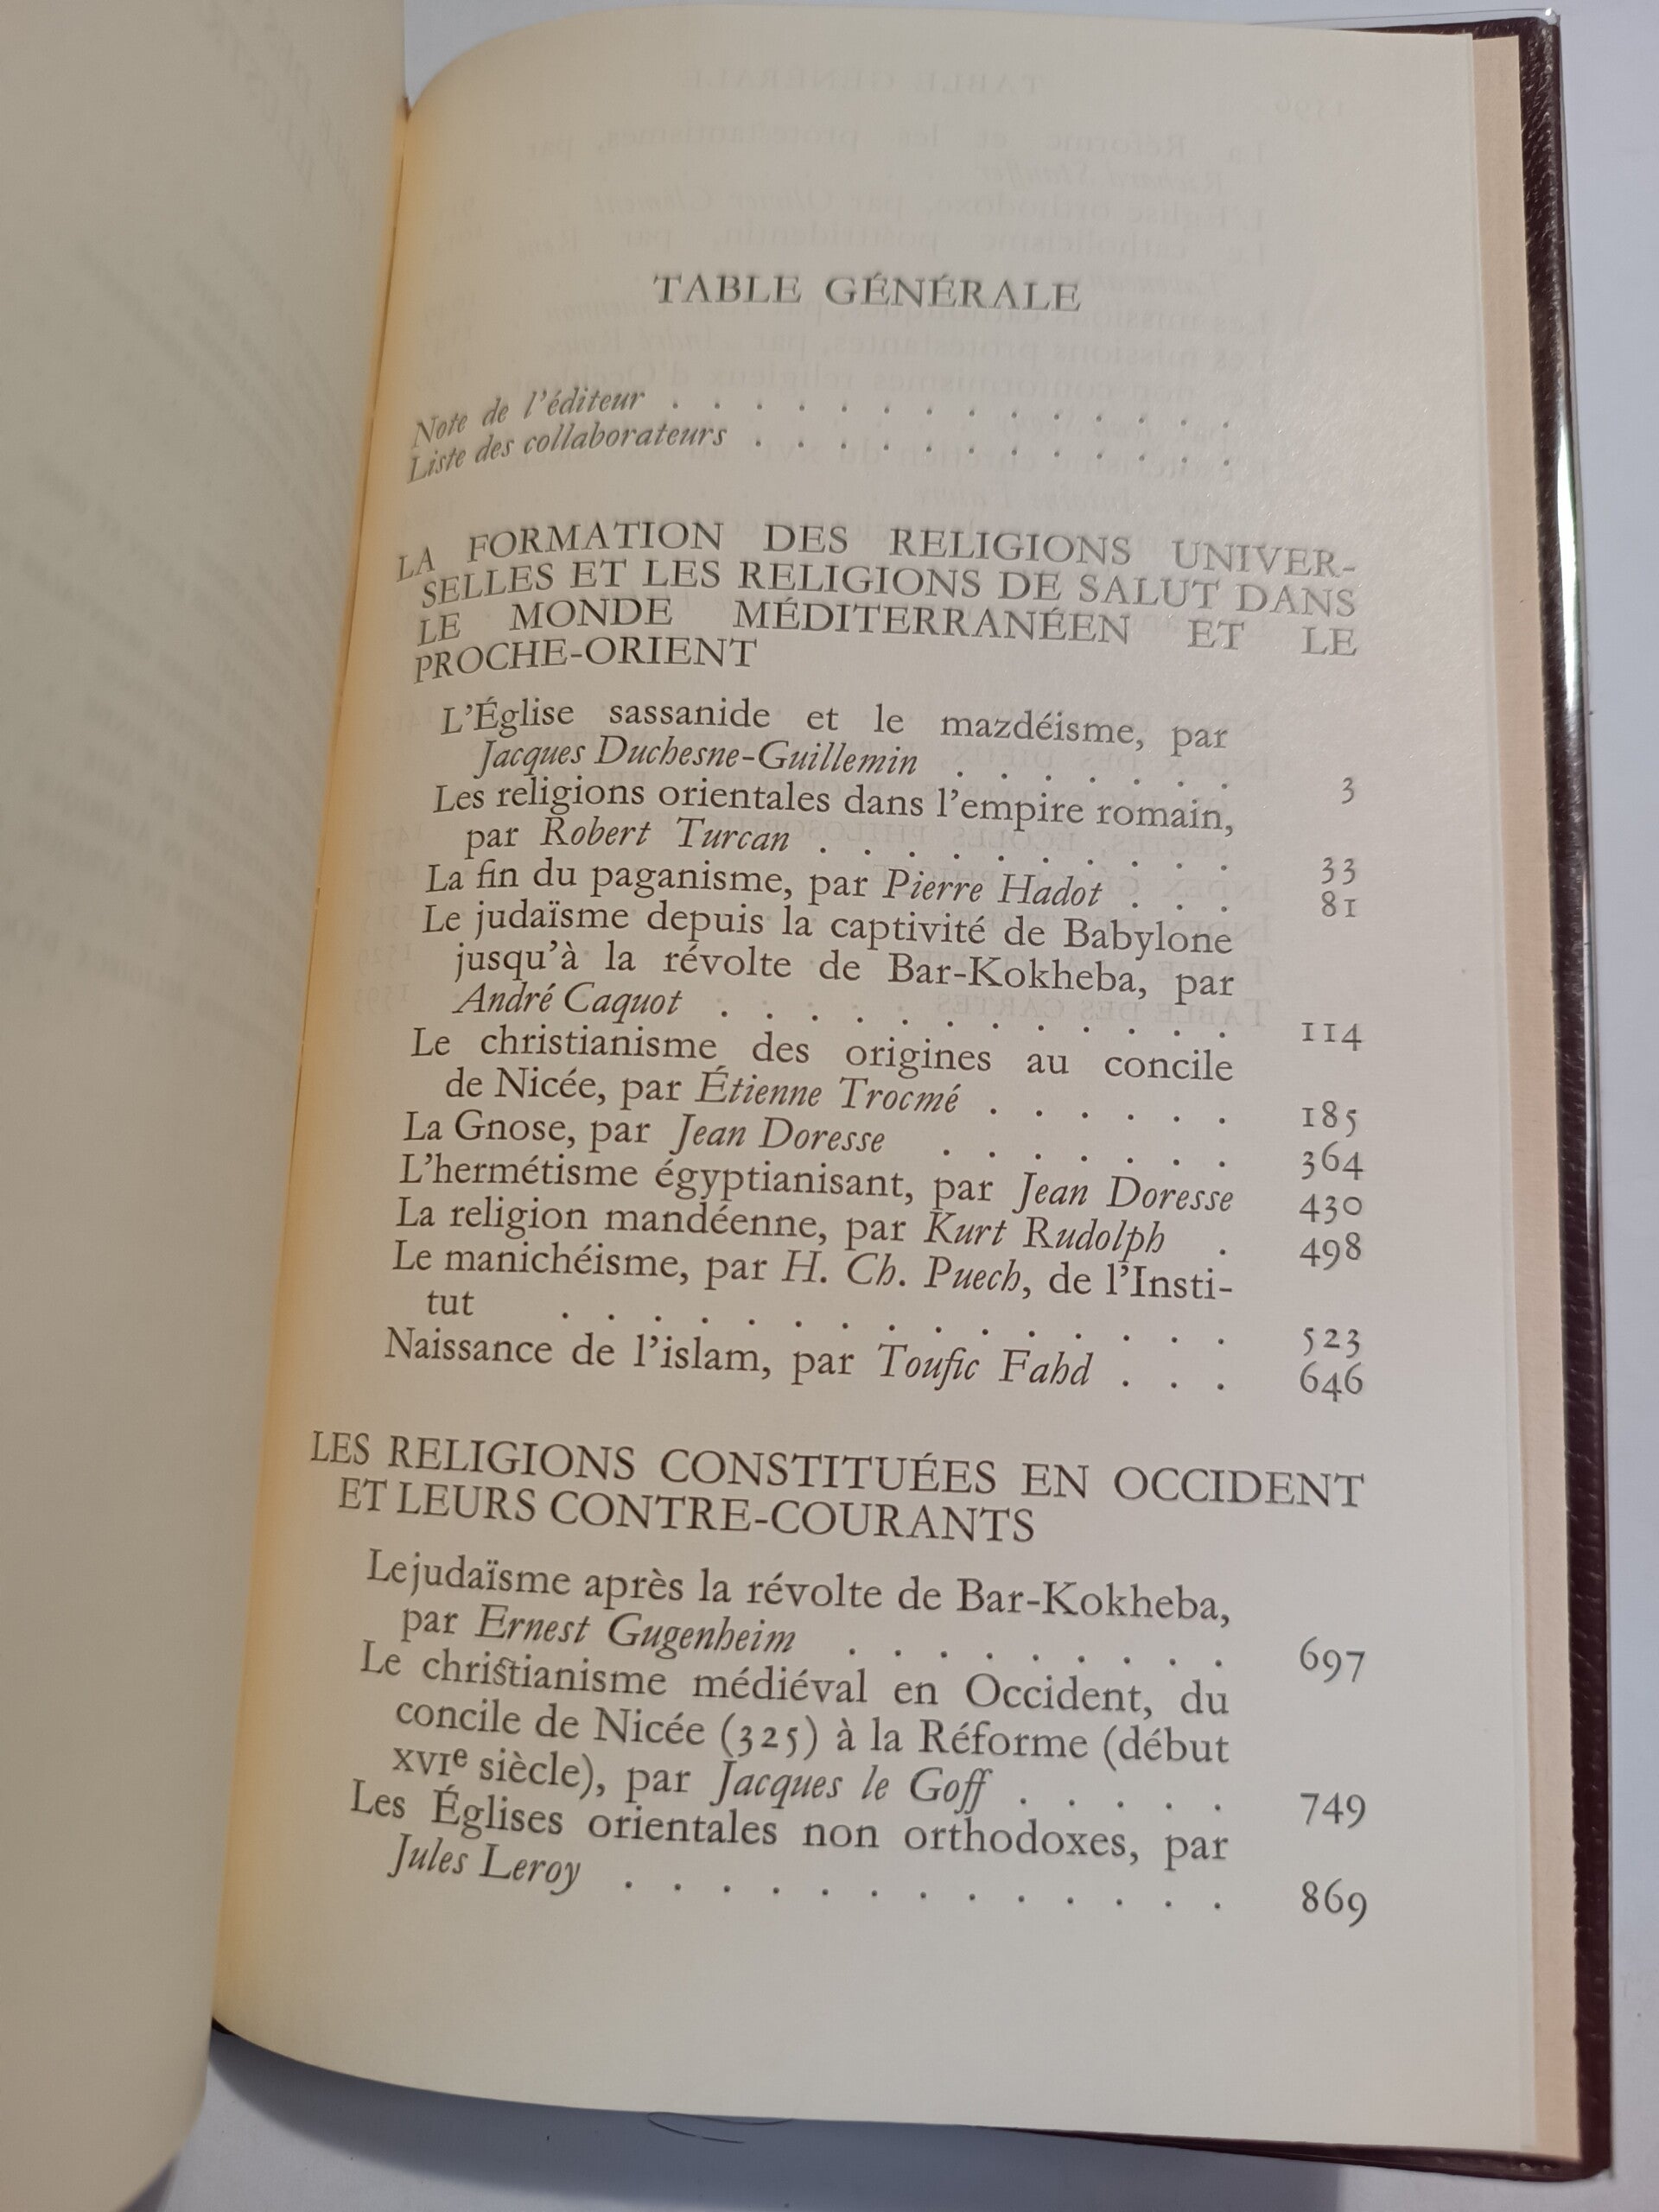 TABLE GÉNÉRALE
Note de l'éditeur . . . . . . . . . . . . .
Liste des collaborateurs . . . . . . . . . . . .
LA FORMATION DES RELIGIONS UNIVER-
SELLES ET LES RELIGIONS DE SALUT DANS
LE MONDE MÉDITERRANÉEN ET LE
PROCHE-ORIENT
L'Église sassanide et le mazdéisme, par
Jacques Duchesne-Guillemin . . . . . . . 3
Les religions orientales dans l'empire romain,
par Robert Turcan . . . . . . . . . . 33
La fin du paganisme, par Pierre Hadot . . . 81
Le judaïsme depuis la captivité de Babylone
jusqu'à la révolte de Bar-Kokheba, par
André Caquot . . . . . . . . . . . . 114
Le christianisme des origines au concile
de Nicée, par Étienne Trocmé . . . . . . 185
La Gnose, par Jean Doresse . . . . . . . 364
L'hermétisme égyptianisant, par Jean Doresse 430
La religion mandéenne, par Kurt Rudolph . 498
Le manichéisme, par H. Ch. Puech, de l'Insti-
tut . . . . . . . . . . . . . . . 523
Naissance de l'islam, par Toufic Fahd . . . 646
LES RELIGIONS CONSTITUÉES EN OCCIDENT
ET LEURS CONTRE-COURANTS
Le judaïsme après la révolte de Bar-Kokheba,
par Ernest Gugenheim . . . . . . . . . 697
Le christianisme médiéval en Occident, du
concile de Nicée (325) à la Réforme (début
XVIe siècle), par Jacques le Goff . . . . . 749
Les Églises orientales non orthodoxes, par
Jules Leroy . . . . . . . . . . . . . 869